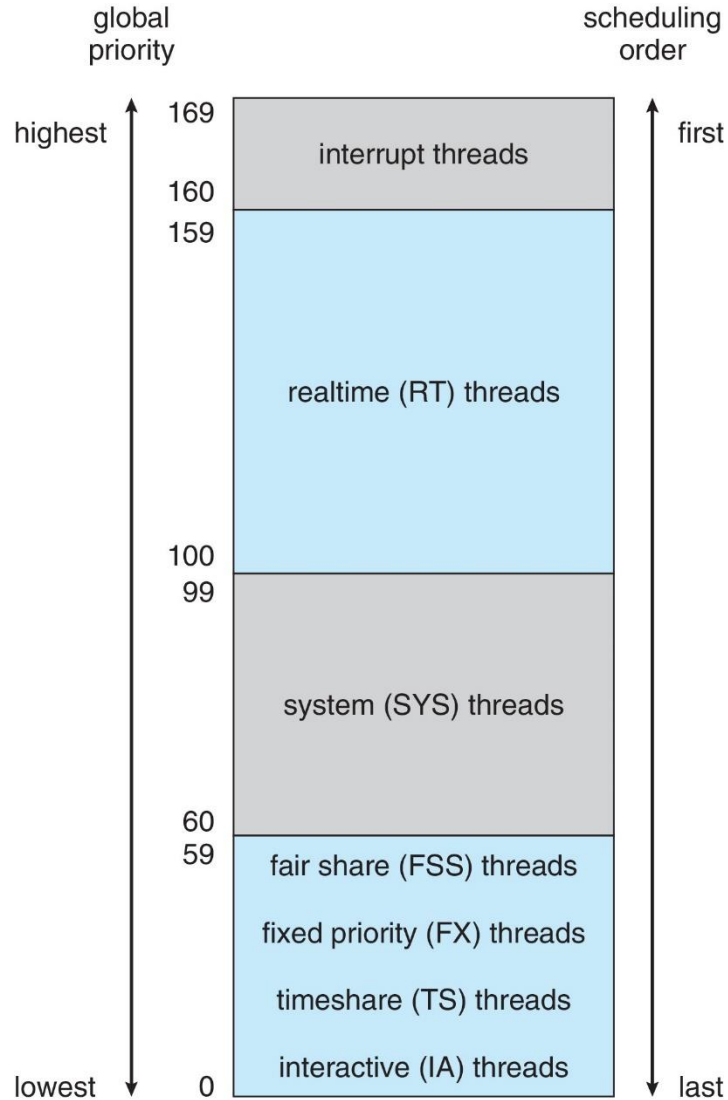 global
priority
scheduling
order
highest
169
interrupt threads
first
160
159
realtime (RT) threads
100
99
system (SYS) threads
60
59
fair share (FSS) threads
fixed priority (FX) threads
timeshare (TS) threads
interactive (IA) threads
lowest
0
last